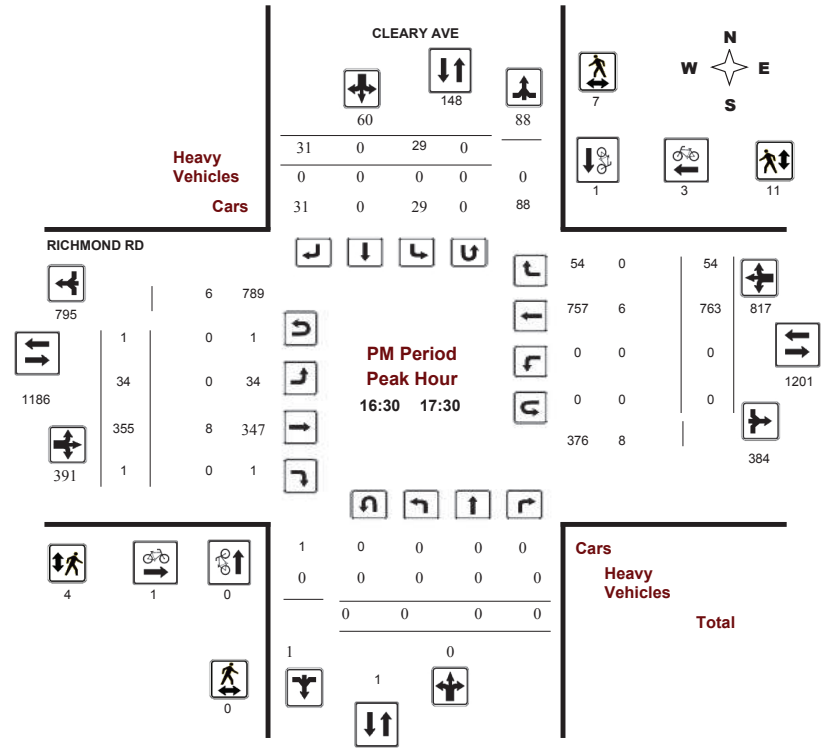 CLEARY AVE
N
W E
S
148
7
60 88
31 0 29 0
Heavy
Vehicles
0 0 0 0 0
1 3 11
Cars 31 0 29 0 88
RICHMOND RD
54 0 54
795 6 789
757 6 763 817
1 0 1
PM Period
0 0 0
1186 34 0 34
Peak Hour
1201
16:30 17:30
0 0 0
355 8 347
376 8
384
391 1 0 1
1 0 0 0 0 Cars
0 0 0 0 0 Heavy
Vehicles
4 1 0
0 0 0 0 Total
1 0
1
0